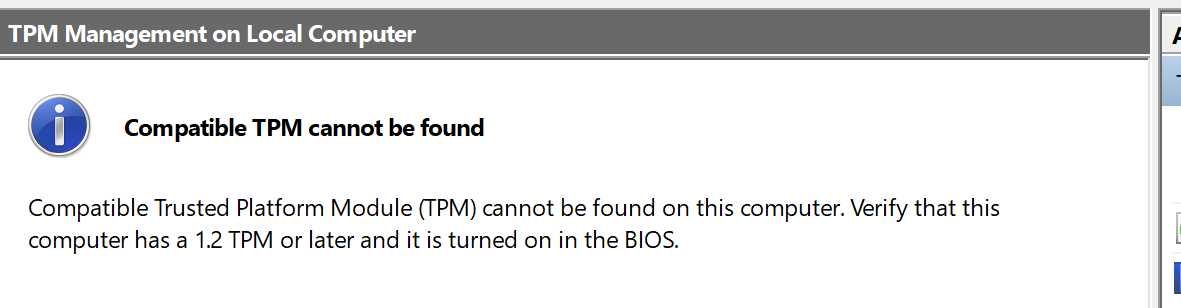 TPM Management on Local Computer
Compatible TPM cannot be found
Compatible Trusted Platform Module (TPM) cannot be found on this computer. Verify that this
computer has a 1.2 TPM or later and it is turned on in the BIOS.